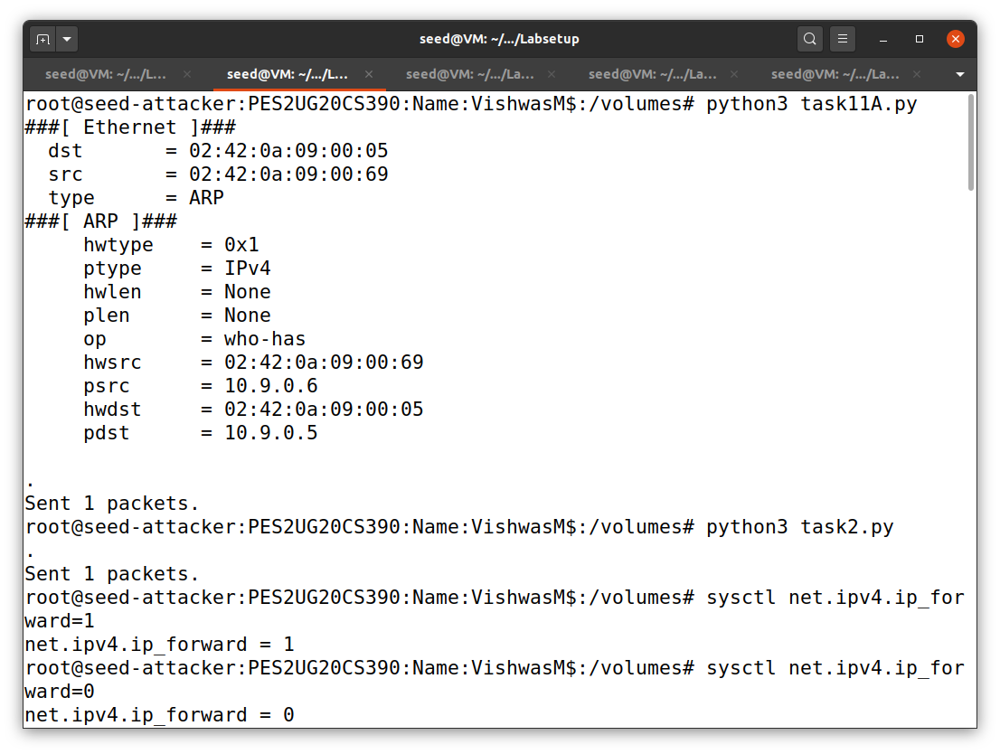 seed@VM: ~/.../Labsetup
seed@VM: ~/.../L... seed@VM: ~/.../L... seed@VM: ~/.../La... seed@VM: ~/.../La... seed@VM: ~/.../La...
root@seed-attacker:PES2UG20CS390:Name:VishwasM$:/volumes# python3 task11A.py
###[ Ethernet ]###
  dst       = 02:42:0a:09:00:05
  src       = 02:42:0a:09:00:69
  type      = ARP
###[ ARP ]###
     hwtype    = 0x1
     ptype     = IPv4
     hwlen     = None
     plen      = None
     op        = who-has
     hwsrc     = 02:42:0a:09:00:69
     psrc      = 10.9.0.6
     hwdst     = 02:42:0a:09:00:05
     pdst      = 10.9.0.5
.
Sent 1 packets.
root@seed-attacker:PES2UG20CS390:Name:VishwasM$:/volumes# python3 task2.py
.
Sent 1 packets.
root@seed-attacker:PES2UG20CS390:Name:VishwasM$:/volumes# sysctl net.ipv4.ip_for
ward=1
net.ipv4.ip_forward = 1
root@seed-attacker:PES2UG20CS390:Name:VishwasM$:/volumes# sysctl net.ipv4.ip_for
ward=0
net.ipv4.ip_forward = 0